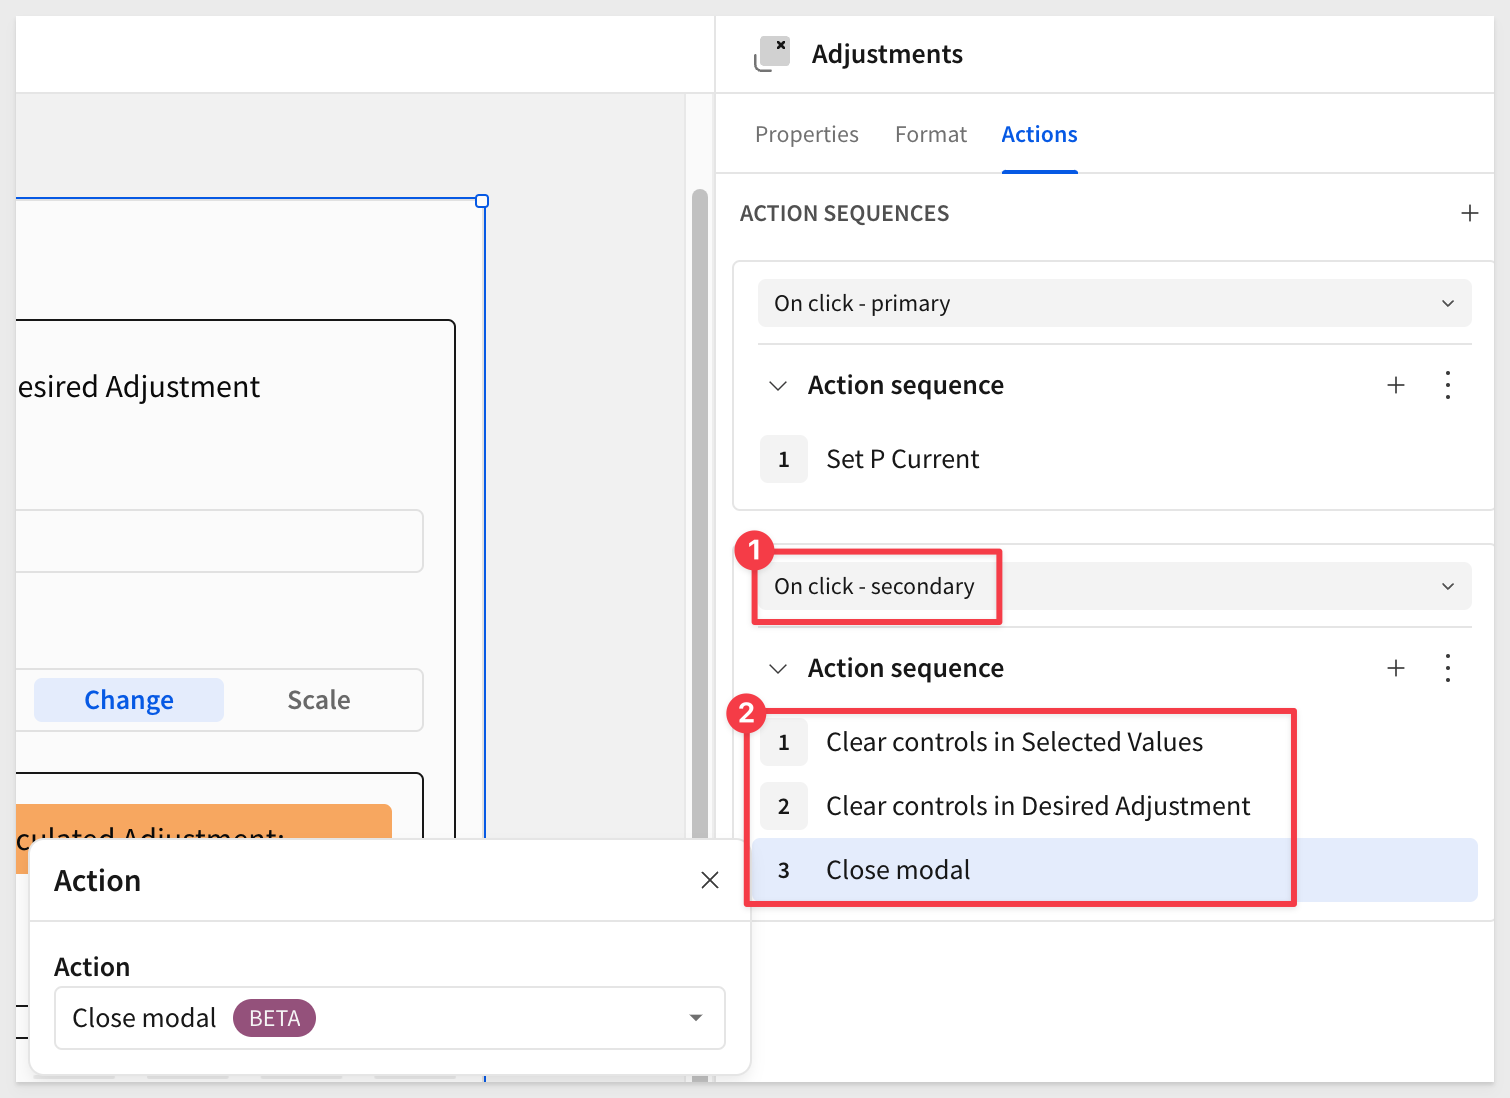 Adjustments
Properties Format Actions
ACTION SEQUENCES
On click - primary
Action sequence
1 Set P Current
1
On click - secondary
Action sequence
2
1 Clear controls in Selected Values
2 Clear controls in Desired Adjustment
3 Close modal
esired Adjustment
Change Scale
culated Adjustment:
Action
Action
Close modal BETA